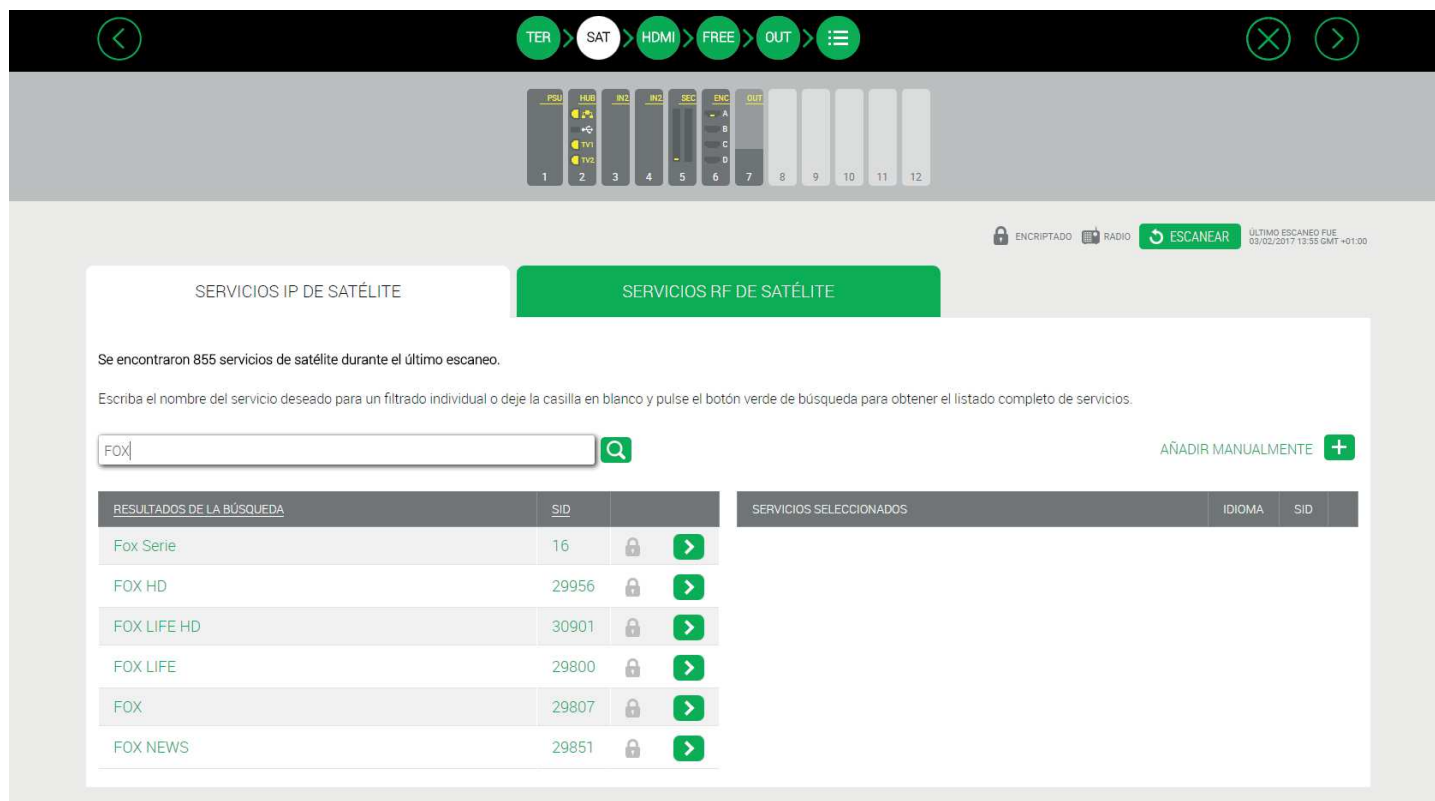 TER SAT HDMI FREE OUT
PSU HUB IN2 IN2 SEC ENC OUT
A
B
TV1 C
TV2 D
1 2 3 4 5 6 7 8 9 10 11 12
ENCRIPTADO RADIO ESCANEAR ÚLTIMO ESCANEO FUE
03/02/2017 13:55 GMT +01:00
SERVICIOS IP DE SATÉLITE SERVICIOS RF DE SATÉLITE
Se encontraron 855 servicios de satélite durante el último escaneo.
Escriba el nombre del servicio deseado para un filtrado individual o deje la casilla en blanco y pulse el botón verde de búsqueda para obtener el listado completo de servicios.
FOX AÑADIR MANUALMENTE
RESULTADOS DE LA BÚSQUEDA SID SERVICIOS SELECCIONADOS IDIOMA SID
Fox Serie 16
FOX HD 29956
FOX LIFE HD 30901
FOX LIFE 29800
FOX 29807
FOX NEWS 29851